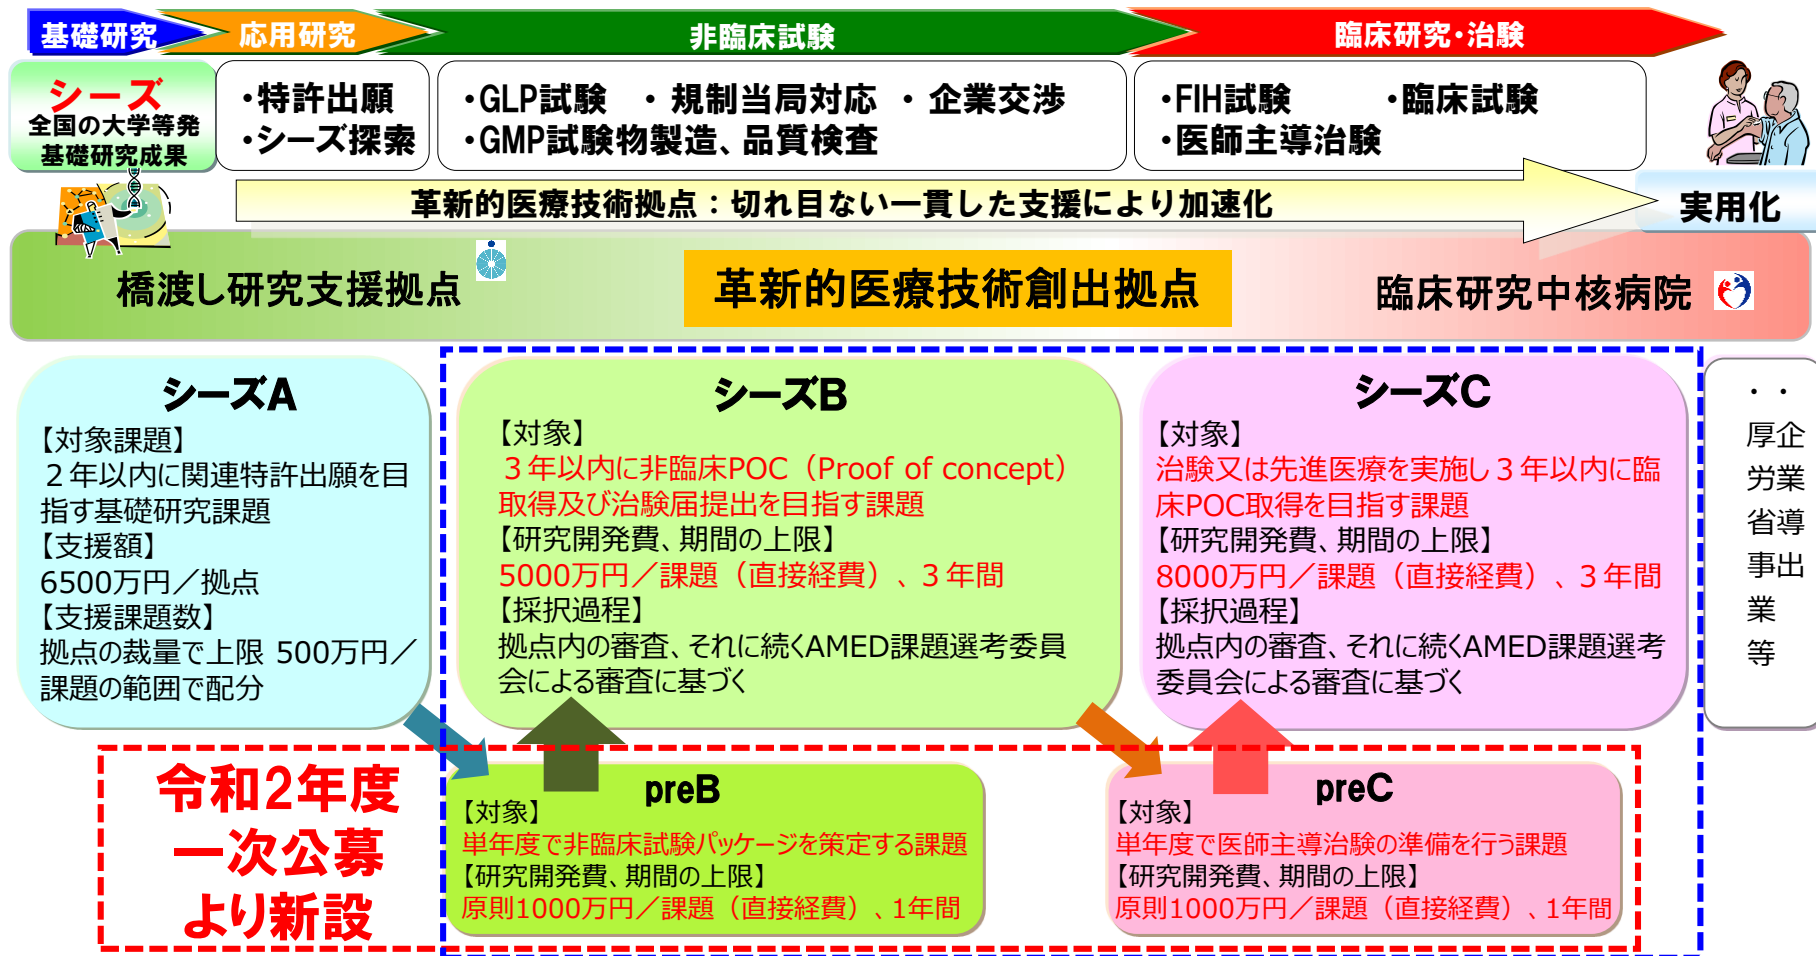 基礎研究
応用研究
非臨床試験
臨床研究・治験
シーズ
全国の大学等発
基礎研究成果
・特許出願
・シーズ探索
・GLP試験 ・規制当局対応 ・企業交渉
・GMP試験物製造、品質検査
・FIH試験 ・臨床試験
・医師主導治験
革新的医療技術拠点：切れ目ない一貫した支援により加速化
実用化
橋渡し研究支援拠点
革新的医療技術創出拠点
臨床研究中核病院
シーズA
【対象課題】
２年以内に関連特許出願を目
指す基礎研究課題
【支援額】
6500万円／拠点
【支援課題数】
拠点の裁量で上限 500万円／
課題の範囲で配分
シーズB
【対象】
３年以内に非臨床POC（Proof of concept）
取得及び治験届提出を目指す課題
【研究開発費、期間の上限】
5000万円／課題（直接経費）、３年間
【採択過程】
拠点内の審査、それに続くAMED課題選考委員
会による審査に基づく
シーズC
【対象】
治験又は先進医療を実施し３年以内に臨
床POC取得を目指す課題
【研究開発費、期間の上限】
8000万円／課題（直接経費）、３年間
【採択過程】
拠点内の審査、それに続くAMED課題選考
委員会による審査に基づく
・企業導出
・厚労省事業等
令和2年度
一次公募
より新設
preB
【対象】
単年度で非臨床試験パッケージを策定する課題
【研究開発費、期間の上限】
原則1000万円／課題（直接経費）、1年間
preC
【対象】
単年度で医師主導治験の準備を行う課題
【研究開発費、期間の上限】
原則1000万円／課題（直接経費）、1年間